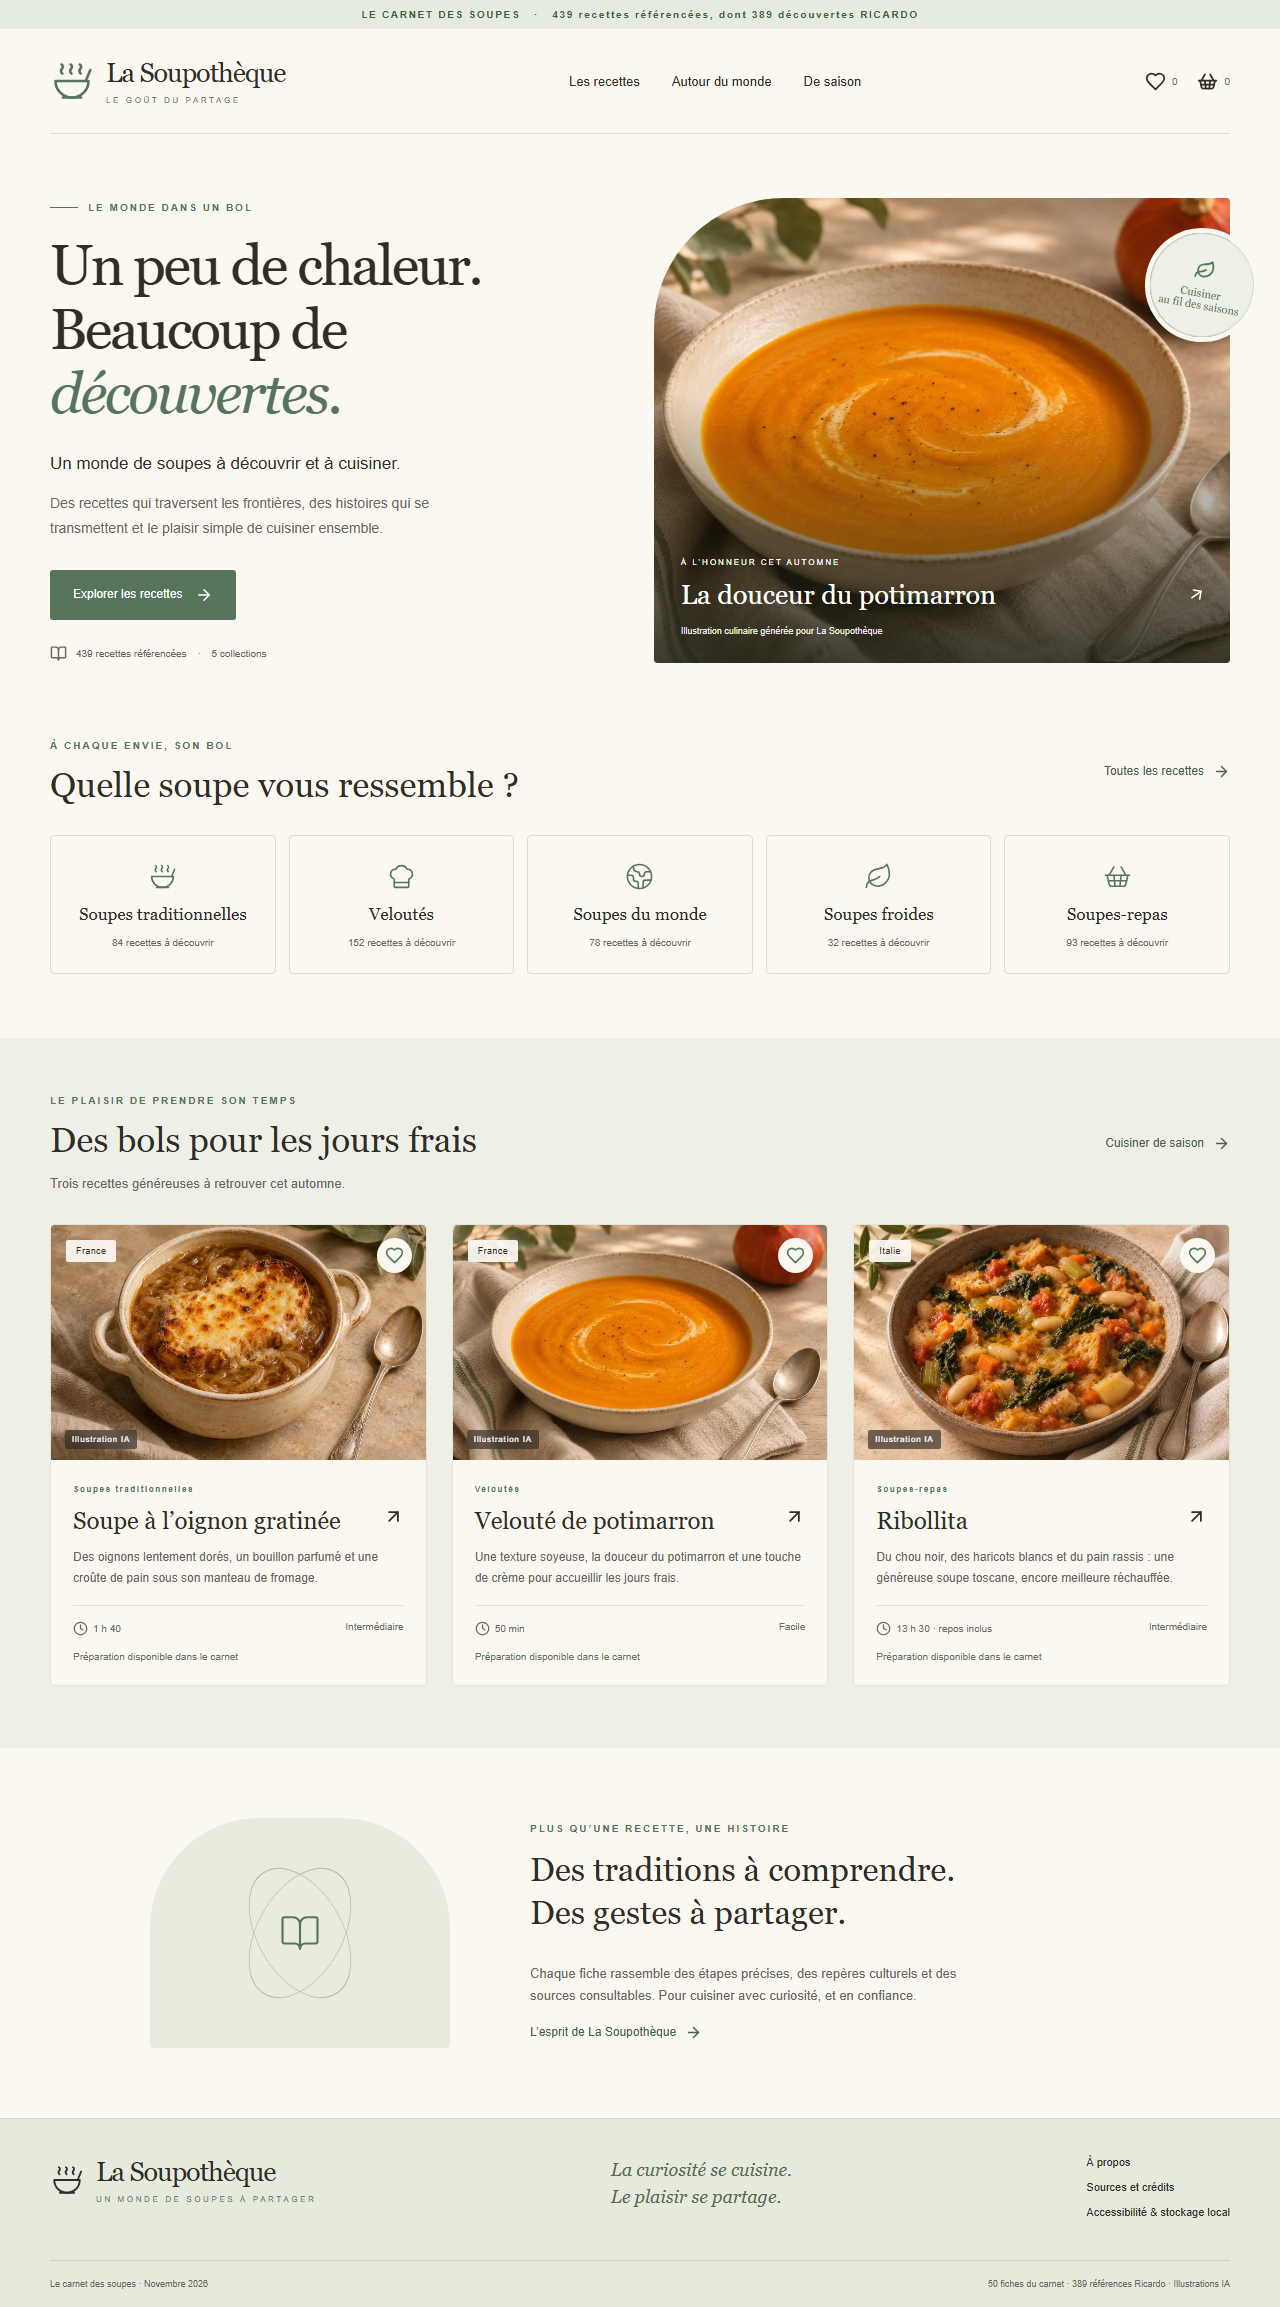 LE CARNET DES SOUPES · 439 recettes référencées, dont 389 découvertes RICARDO
La Soupothèque
LE GOÛT DU PARTAGE
Les recettes
Autour du monde
De saison
0
0
LE MONDE DANS UN BOL
Un peu de chaleur.
Beaucoup de
découvertes.
Un monde de soupes à découvrir et à cuisiner.
Des recettes qui traversent les frontières, des histoires qui se
transmettent et le plaisir simple de cuisiner ensemble.
Explorer les recettes
439 recettes référencées · 5 collections
Cuisiner
au fil des saisons
À L'HONNEUR CET AUTOMNE
La douceur du potimarron
Illustration culinaire générée pour La Soupothèque
À CHAQUE ENVIE, SON BOL
Quelle soupe vous ressemble ?
Toutes les recettes
Soupes traditionnelles
84 recettes à découvrir
Veloutés
152 recettes à découvrir
Soupes du monde
78 recettes à découvrir
Soupes froides
32 recettes à découvrir
Soupes-repas
93 recettes à découvrir
LE PLAISIR DE PRENDRE SON TEMPS
Des bols pour les jours frais
Trois recettes généreuses à retrouver cet automne.
Cuisiner de saison
France
Illustration IA
Soupes traditionnelles
Soupe à l’oignon gratinée
Des oignons lentement dorés, un bouillon parfumé et une
croûte de pain sous son manteau de fromage.
1 h 40
Intermédiaire
Préparation disponible dans le carnet
France
Illustration IA
Veloutés
Velouté de potimarron
Une texture soyeuse, la douceur du potimarron et une touche
de crème pour accueillir les jours frais.
50 min
Facile
Préparation disponible dans le carnet
Italie
Illustration IA
Soupes-repas
Ribollita
Du chou noir, des haricots blancs et du pain rassis : une
généreuse soupe toscane, encore meilleure réchauffée.
13 h 30 · repos inclus
Intermédiaire
Préparation disponible dans le carnet
PLUS QU’UNE RECETTE, UNE HISTOIRE
Des traditions à comprendre.
Des gestes à partager.
Chaque fiche rassemble des étapes précises, des repères culturels et des
sources consultables. Pour cuisiner avec curiosité, et en confiance.
L’esprit de La Soupothèque
La Soupothèque
UN MONDE DE SOUPES À PARTAGER
La curiosité se cuisine.
Le plaisir se partage.
À propos
Sources et crédits
Accessibilité & stockage local
Le carnet des soupes · Novembre 2026
50 fiches du carnet · 389 références Ricardo · Illustrations IA